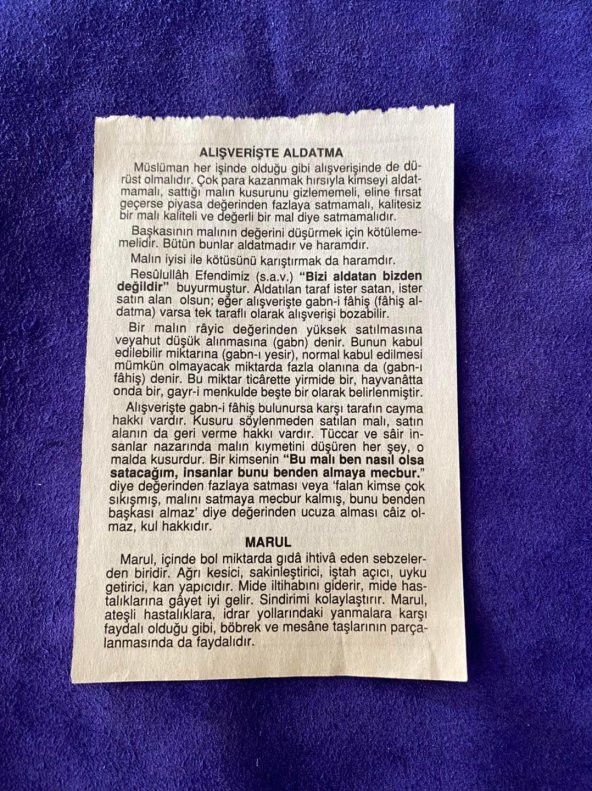 ALIŞVERİŞTE ALDATMA
Müslüman her işinde olduğu gibi alışverişinde de dü-
rüst olmalıdır. Çok para kazanmak hırsıyla kimseyi aldat-
mamalı, sattığı malın kusurunu gizlememeli, eline fırsat
geçerse piyasa değerinden fazlaya satmamalı, kalitesiz
bir malı kaliteli ve değerli bir mal diye satmamalıdır.
Başkasının malının değerini düşürmek için kötüleme-
melidir. Bütün bunlar aldatmadır ve haramdır.
Malın iyisi ile kötüsünü karıştırmak da haramdır.
Resûlullâh Efendimiz (s.a.v.) “Bizi aldatan bizden
değildir” buyurmuştur. Aldatılan taraf ister satan, ister
satın alan olsun; eğer alışverişte gabn-i fâhiş (fâhiş al-
datma) varsa tek taraflı olarak alışverişi bozabilir.
Bir malın râyic değerinden yüksek satılmasına
veyahut düşük alınmasına (gabn) denir. Bunun kabul
edilebilir miktarına (gabn-ı yesir), normal kabul edilmesi
mümkün olmayacak miktarda fazla olanına da (gabn-ı
fâhiş) denir. Bu miktar ticârette yirmide bir, hayvanâtta
onda bir, gayr-i menkulde beşte bir olarak belirlenmiştir.
Alışverişte gabn-i fâhiş bulunursa karşı tarafın cayma
hakkı vardır. Kusuru söylenmeden satılan malı, satın
alanın da geri verme hakkı vardır. Tüccar ve sâir in-
sanlar nazarında malın kıymetini düşüren her şey, o
malda kusurdur. Bir kimsenin “Bu malı ben nasıl olsa
satacağım, insanlar bunu benden almaya mecbur.”
diye değerinden fazlaya satması veya ‘falan kimse çok
sıkışmış, malını satmaya mecbur kalmış, bunu benden
başkası almaz’ diye değerinden ucuza alması câiz ol-
maz, kul hakkıdır.
MARUL
Marul, içinde bol miktarda gıdâ ihtivâ eden sebzeler-
den biridir. Ağrı kesici, sakinleştirici, iştah açıcı, uyku
getirici, kan yapıcıdır. Mide iltihabını giderir, mide has-
talıklarına gâyet iyi gelir. Sindirimi kolaylaştırır. Marul,
ateşli hastalıklara, idrar yollarındaki yanmalara karşı
faydalı olduğu gibi, böbrek ve mesâne taşlarının parça-
lanmasında da faydalıdır.